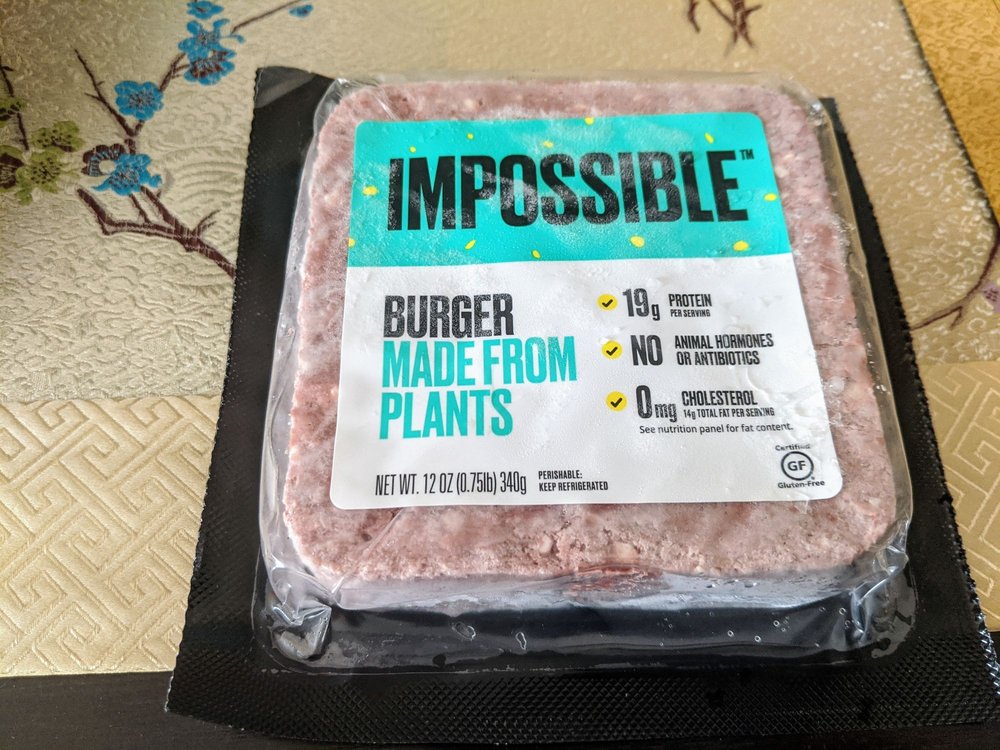 IMPOSSIBLE™
BURGER
MADE FROM
PLANTS
19g PROTEIN
PER SERVING
NO ANIMAL HORMONES
OR ANTIBIOTICS
0mg CHOLESTEROL
14g TOTAL FAT PER SERVING
See nutrition panel for fat content.
NET WT. 12 OZ (0.75lb) 340g
PERISHABLE:
KEEP REFRIGERATED
Certified
GF
Gluten-Free